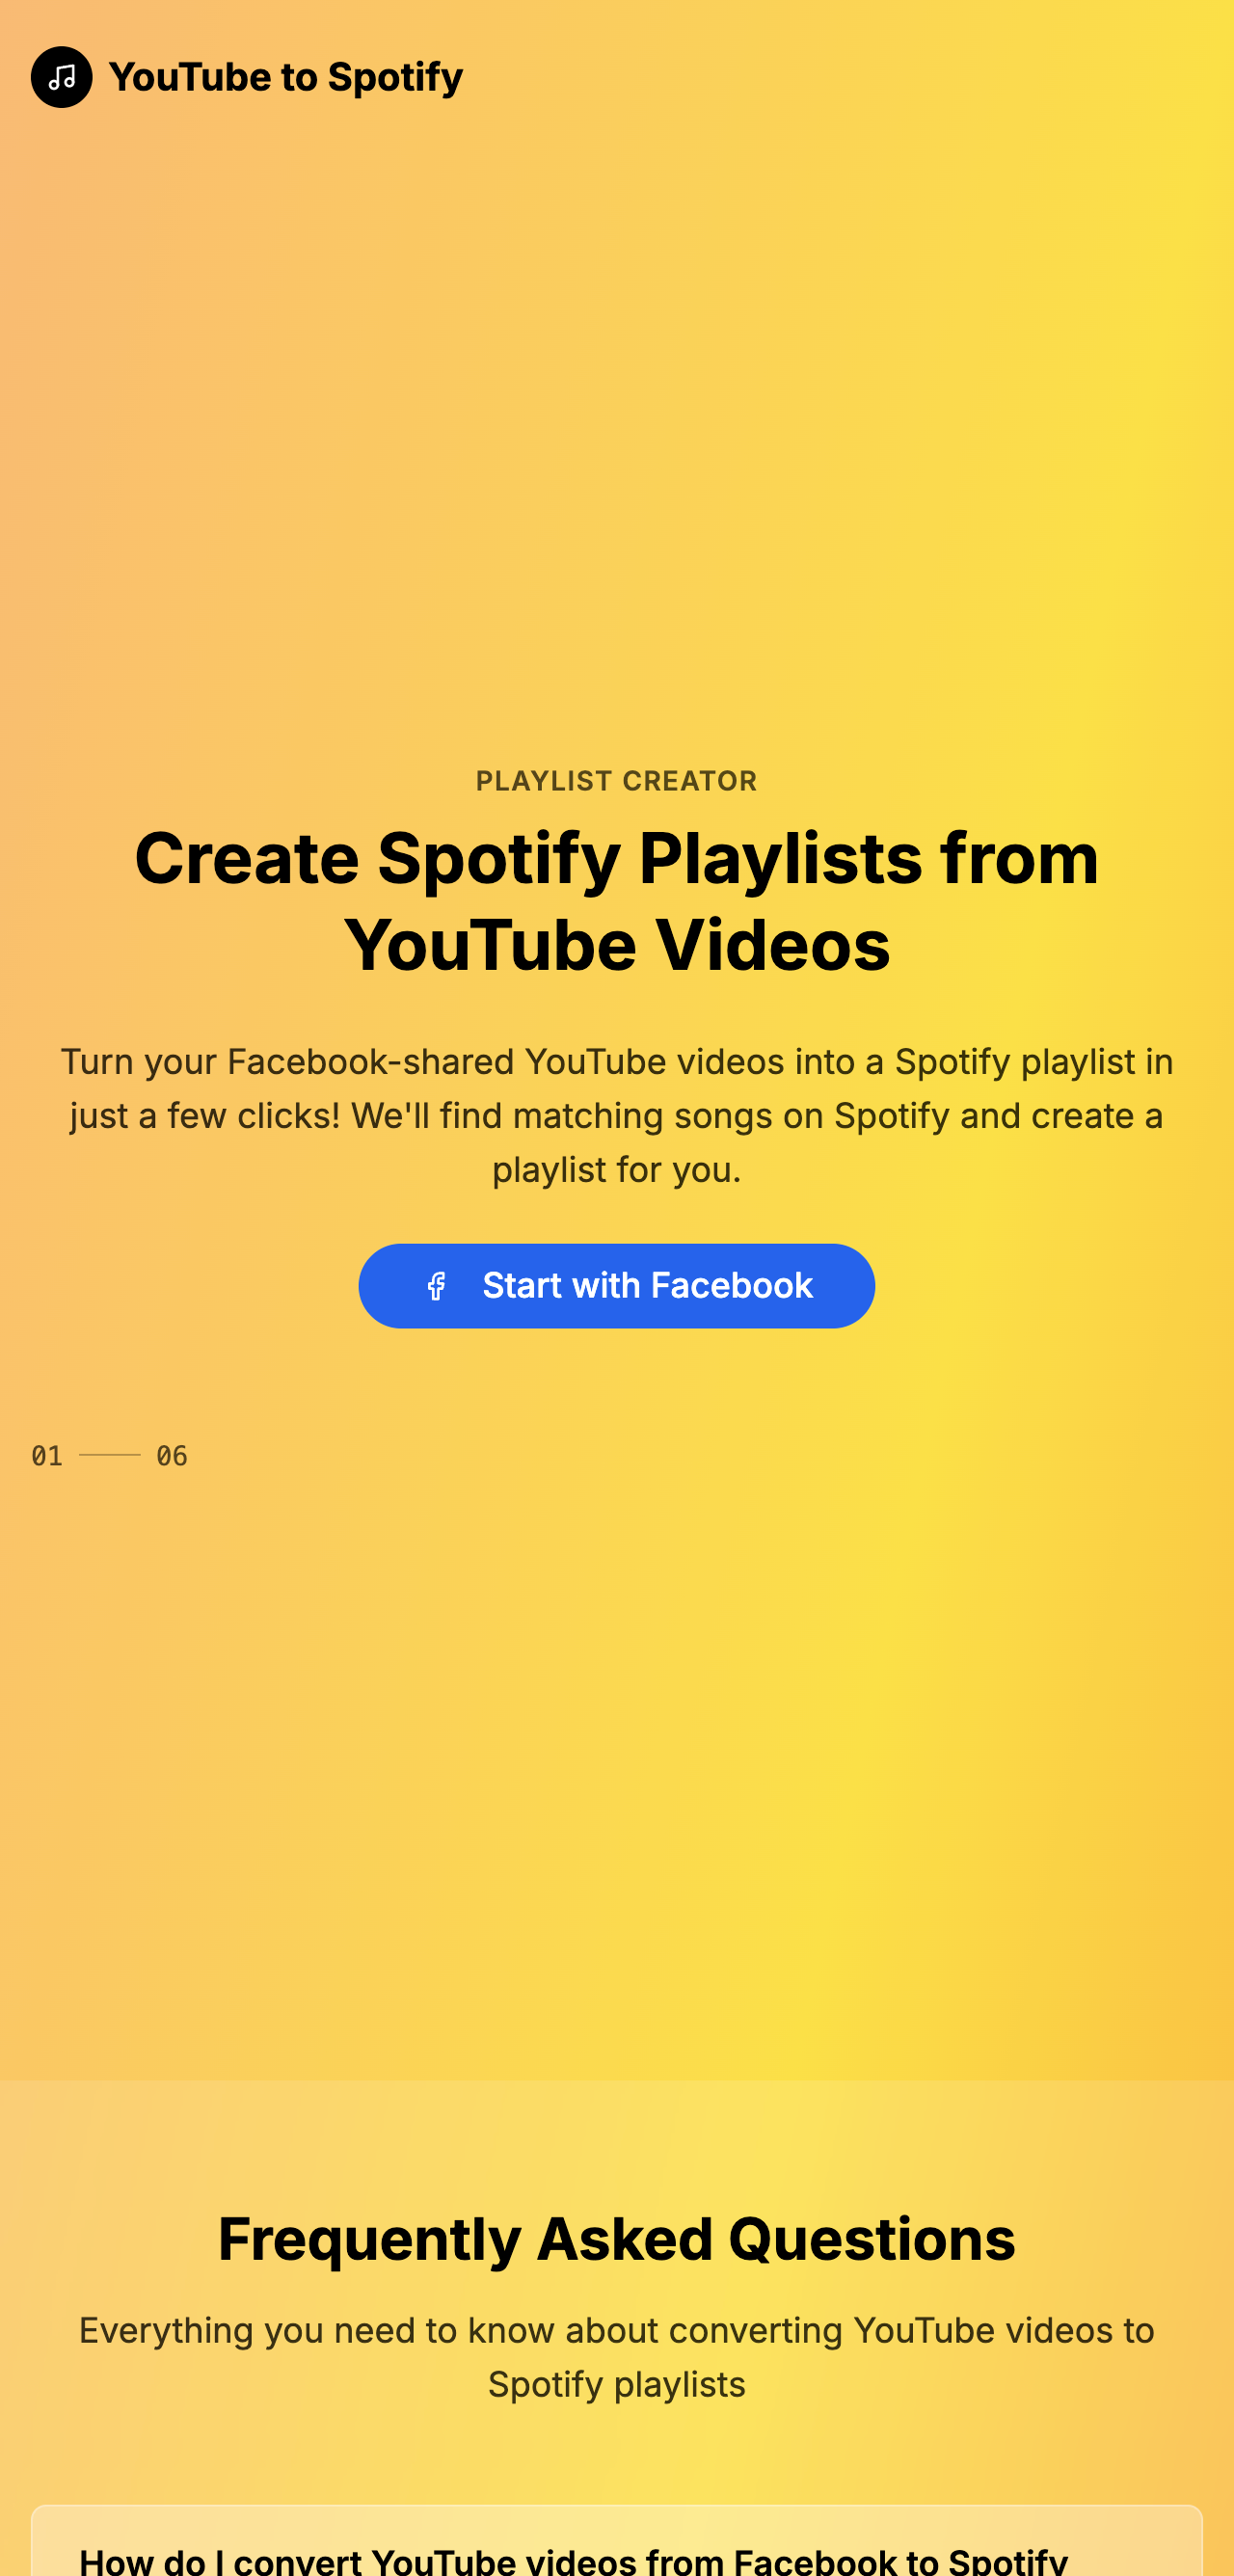 YouTube to Spotify
PLAYLIST CREATOR
Create Spotify Playlists from
YouTube Videos
Turn your Facebook-shared YouTube videos into a Spotify playlist in
just a few clicks! We'll find matching songs on Spotify and create a
playlist for you.
Start with Facebook
01 06
Frequently Asked Questions
Everything you need to know about converting YouTube videos to
Spotify playlists
How do I convert YouTube videos from Facebook to Spotify